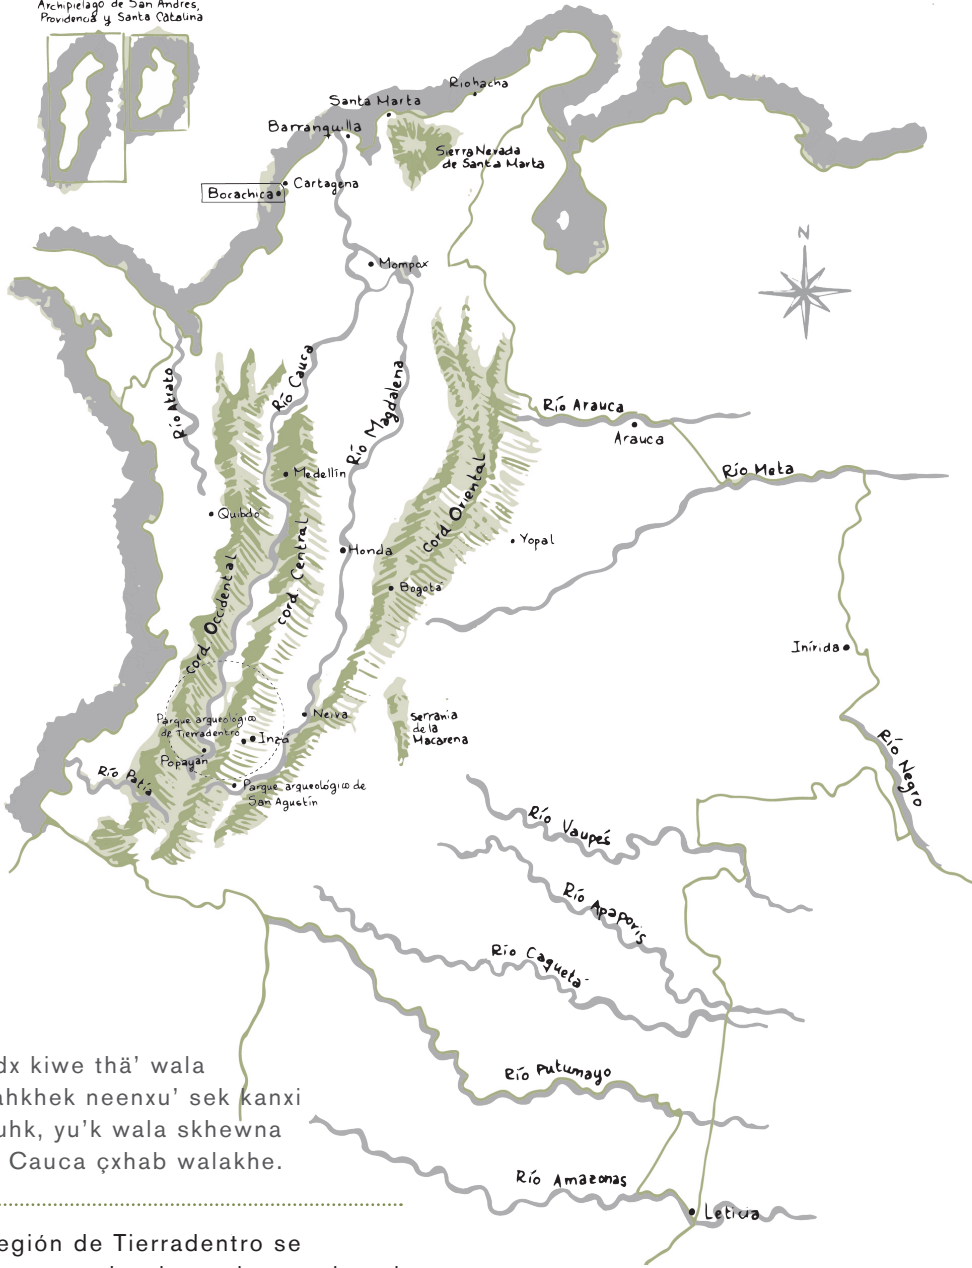 Archipiélago de San Andres,
Providencia y Santa Catalina
Riohacha
Santa Marta
Barranquilla
Sierra Nevada
de Santa Marta
Cartagena
Bocachica
N
Mompox
Río Atrato
Río Cauca
Río Magdalena
Río Arauca
Arauca
Río Meta
Medellín
Quibdó
Cord Occidental
Cord. Central
Cord Oriental
Honda
Yopal
Bogotá
Inírida
Río Negro
Neiva
Serranía
de la
Macarena
Parque arqueológico
de Tierradentro
Inzá
Popayán
Río Patía
Parque arqueológico de
San Agustín
Río Vaupés
Río Apaporis
Río Caquetá
Río Putumayo
Río Amazonas
Leticia
dx kiwe thä' wala
ahkhek neenxu' sek kanxi
uhk, yu'k wala skhewna
Cauca çxhab walakhe.
egión de Tierradentro se